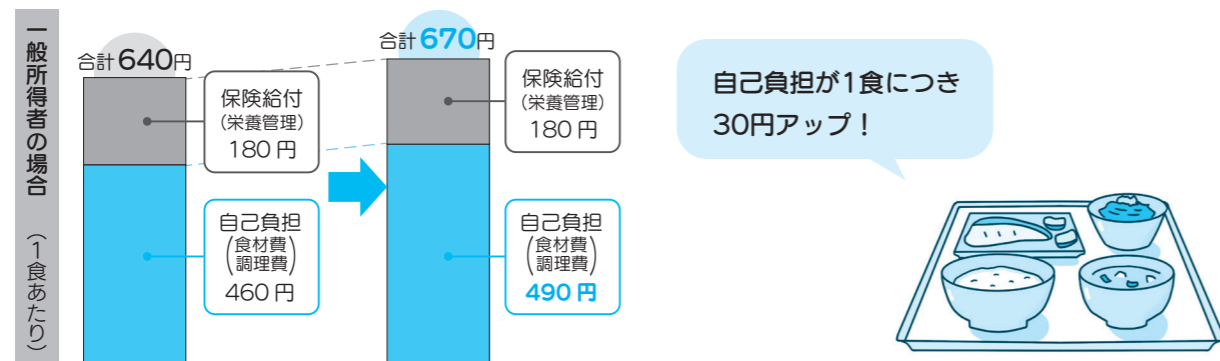 一般所得者の場合
（1食あたり）
合計640円
保険給付
（栄養管理）
180円
自己負担
（食材費
調理費）
460円
合計670円
保険給付
（栄養管理）
180円
自己負担
（食材費
調理費）
490円
自己負担が1食につき
30円アップ！